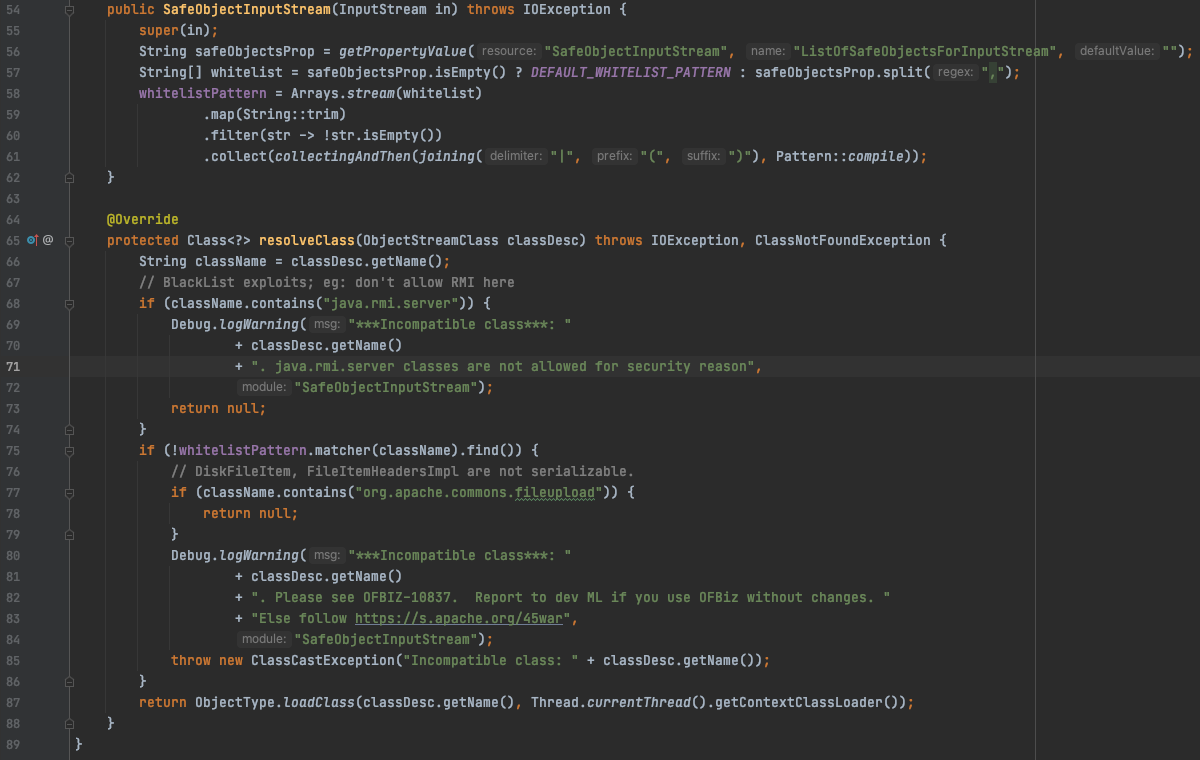 54 public SafeObjectInputStream(InputStream in) throws IOException {
55 super(in);
56 String safeObjectsProp = getPropertyValue( resource: "SafeObjectInputStream", name: "ListOfSafeObjectsForInputStream", defaultValue: "");
57 String[] whitelist = safeObjectsProp.isEmpty() ? DEFAULT_WHITELIST_PATTERN : safeObjectsProp.split( regex: ",");
58 whitelistPattern = Arrays.stream(whitelist)
59 .map(String::trim)
60 .filter(str -> !str.isEmpty())
61 .collect(collectingAndThen(joining( delimiter: "|", prefix: "(", suffix: ")"), Pattern::compile));
62 }
63
64 @Override
65 @ protected Class<?> resolveClass(ObjectStreamClass classDesc) throws IOException, ClassNotFoundException {
66 String className = classDesc.getName();
67 // BlackList exploits; eg: don't allow RMI here
68 if (className.contains("java.rmi.server")) {
69 Debug.logWarning( msg: "***Incompatible class***: "
70 + classDesc.getName()
71 + ". java.rmi.server classes are not allowed for security reason",
72 module: "SafeObjectInputStream");
73 return null;
74 }
75 if (!whitelistPattern.matcher(className).find()) {
76 // DiskFileItem, FileItemHeadersImpl are not serializable.
77 if (className.contains("org.apache.commons.fileupload")) {
78 return null;
79 }
80 Debug.logWarning( msg: "***Incompatible class***: "
81 + classDesc.getName()
82 + ". Please see OFBIZ-10837.  Report to dev ML if you use OFBiz without changes. "
83 + "Else follow https://s.apache.org/45war",
84 module: "SafeObjectInputStream");
85 throw new ClassCastException("Incompatible class: " + classDesc.getName());
86 }
87 return ObjectType.loadClass(classDesc.getName(), Thread.currentThread().getContextClassLoader());
88 }
89 }